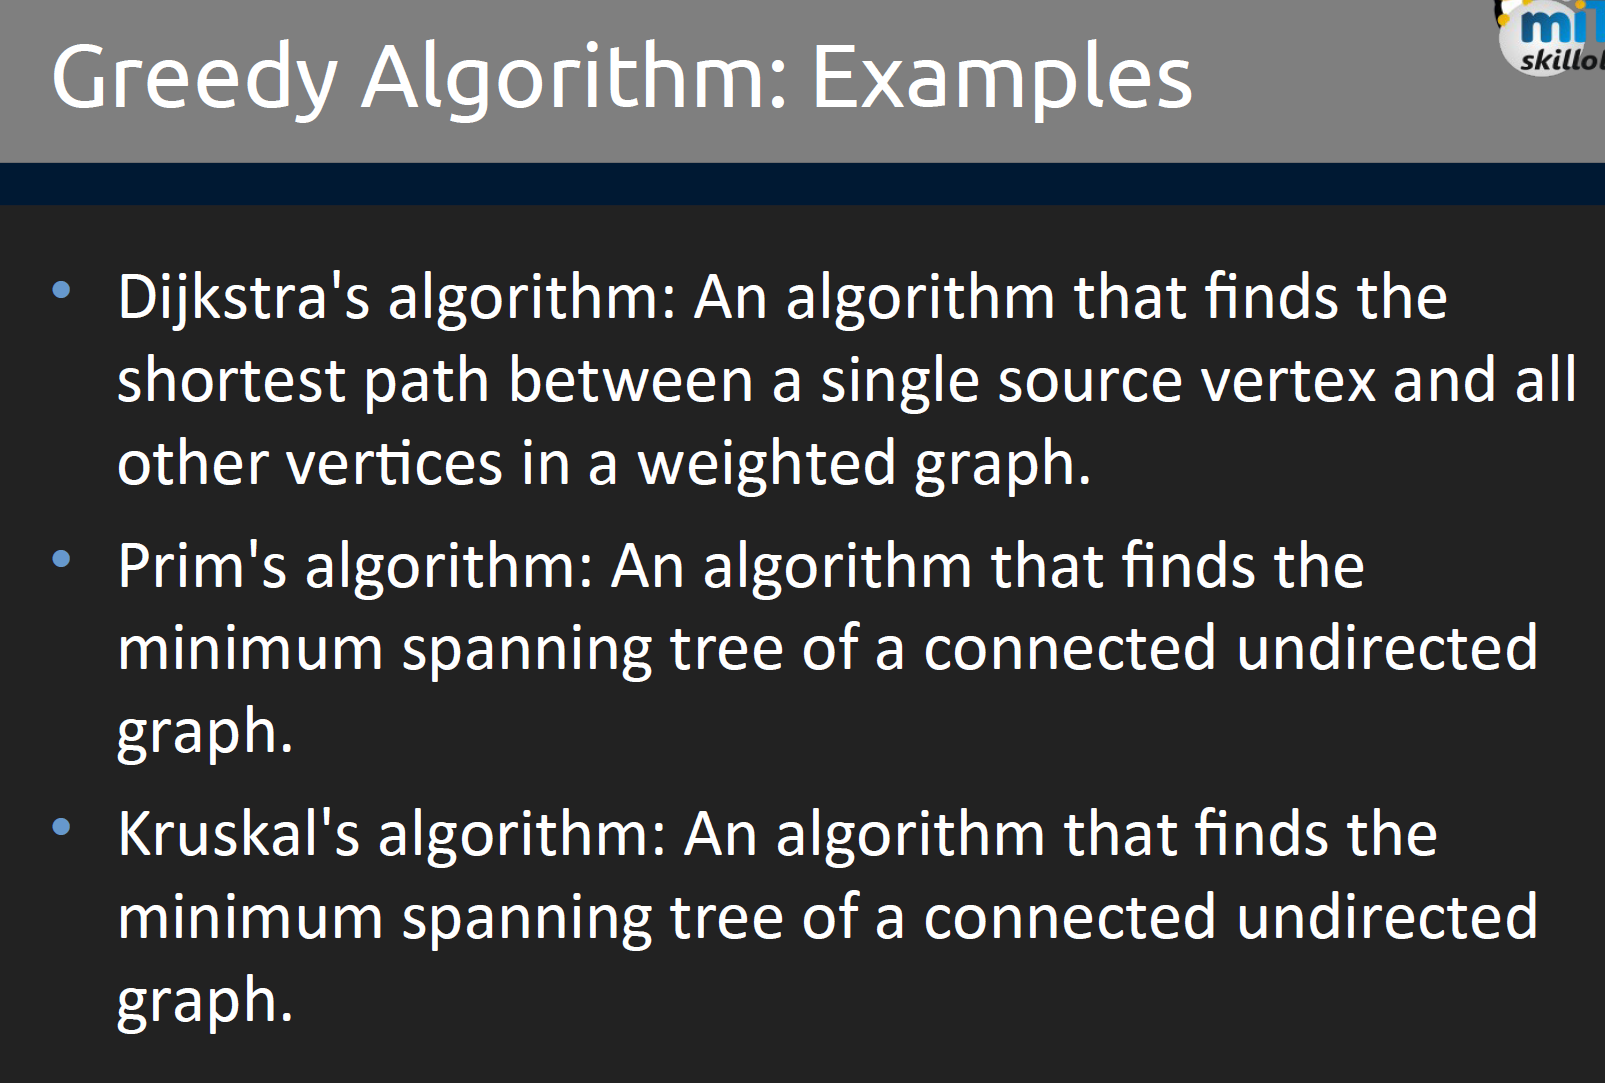 Greedy Algorithm: Examples
• Dijkstra's algorithm: An algorithm that finds the
shortest path between a single source vertex and all
other vertices in a weighted graph.
• Prim's algorithm: An algorithm that finds the
minimum spanning tree of a connected undirected
graph.
• Kruskal's algorithm: An algorithm that finds the
minimum spanning tree of a connected undirected
graph.